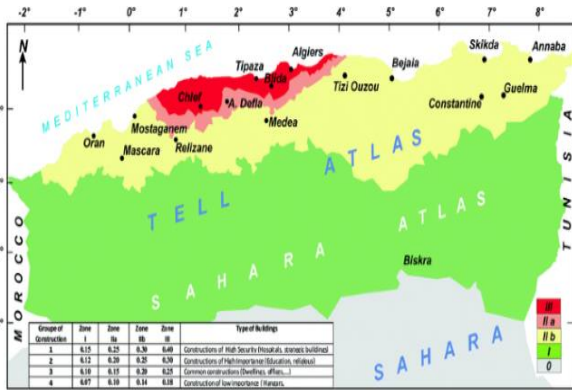 -2° -1° 0° 1° 2° 3° 4° 5° 6° 7° 8°
N
MEDITERRANEAN SEA
Algiers
Tipaza
Blida
Chlef
A. Defla
Medea
Tizi Ouzou
Bejaia
Skikda
Annaba
Constantine
Guelma
Oran
Mostaganem
Mascara
Relizane
TELL ATLAS
SAHARA ATLAS
Biskra
SAHARA
MOROCCO
TUNISIA
III
II a
II b
I
0
Groupe of Construction Zone I Zone IIa Zone IIb Zone III Type of Buildings
1 0.15 0.25 0.30 0.40 Constructions of High Security (Hospitals, strategic buildings)
2 0.12 0.20 0.25 0.30 Constructions of High importance (Education, religious)
3 0.10 0.15 0.20 0.25 Common constructions (Dwellings, offices,...)
4 0.07 0.10 0.14 0.18 Construction of low importance (Hangars,